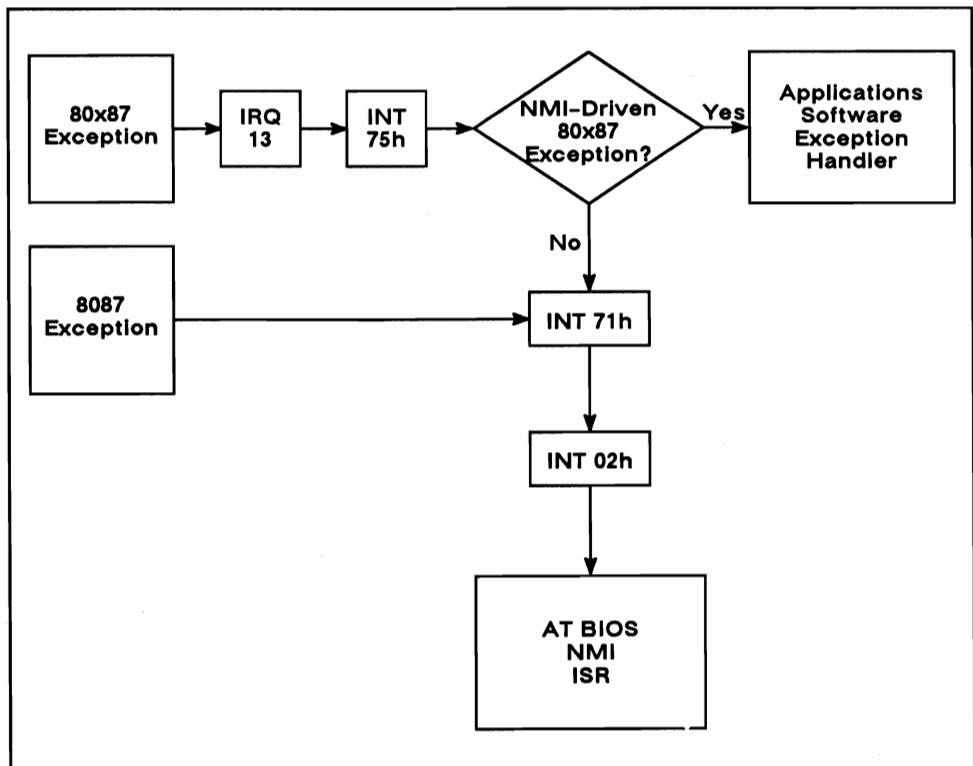 80x87
Exception
IRQ
13
INT
75h
NMI-Driven
80x87
Exception?
Yes
Applications
Software
Exception
Handler
No
8087
Exception
INT 71h
INT 02h
AT BIOS
NMI
ISR